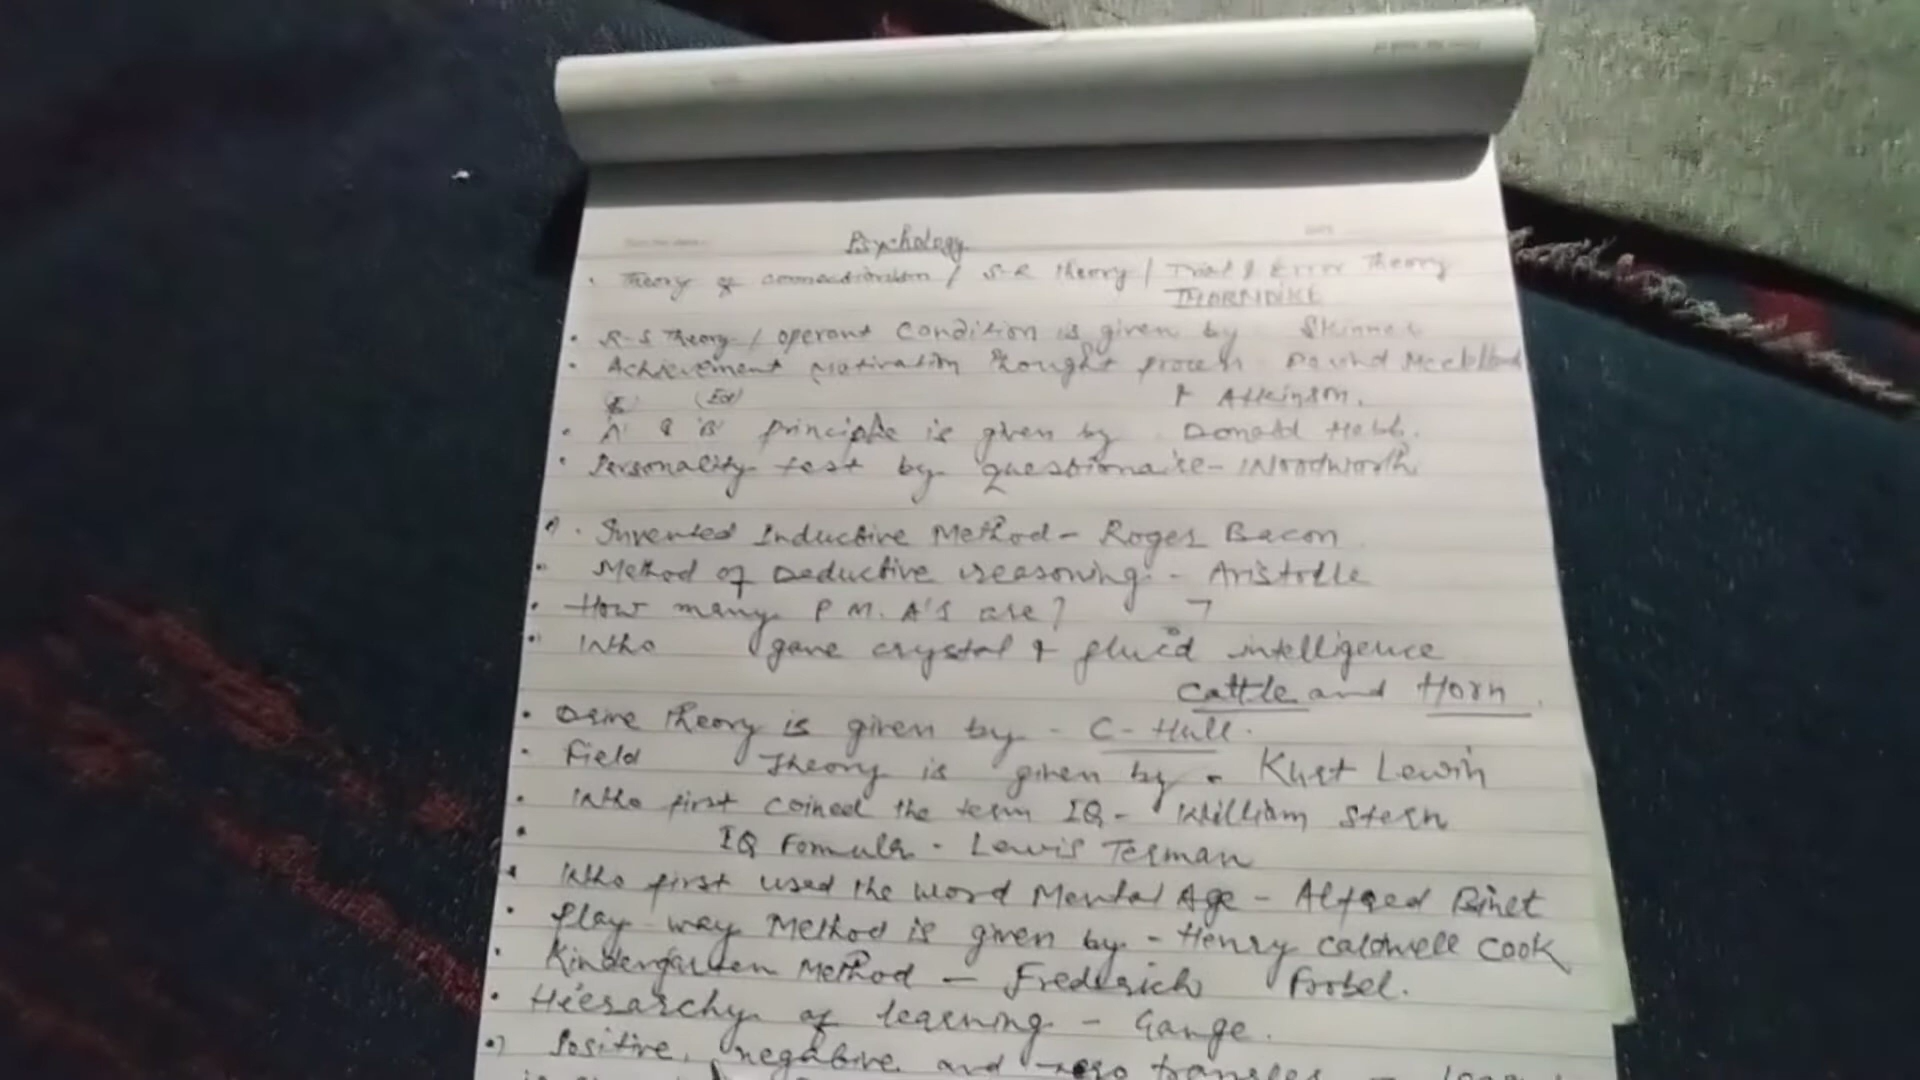 Psychology
• Theory of connectionism / S-R theory / Trial & Error Theory
THORNDIKE
• R-S Theory / operant condition is given by Skinner
• Achievement motivation thought process - David Mcclland
(Ex)
& Atkinson.
• 'A' & 'B' principle is given by Donald Hebb.
• Personality test by questionaire - Woodworth
• Invented Inductive Method - Roger Bacon
• Method of Deductive reasoning - Aristotle
• How many P.M.A's are? 7
• Who gave crystal & fluid intelligence
Cattle and Horn.
• Drive theory is given by - C-Hull.
• Field Theory is given by - Kurt Lewin
• Who first coined the term IQ - William Stern
• IQ Formula - Lewis Terman
• Who first used the word Mental Age - Alfred Binet
• Play way Method is given by - Henry Caldwell Cook
• Kindergarten Method - Frederich Frobel.
• Hierarchy of learning - Gange.
•) Positive, negative and zero transfer -